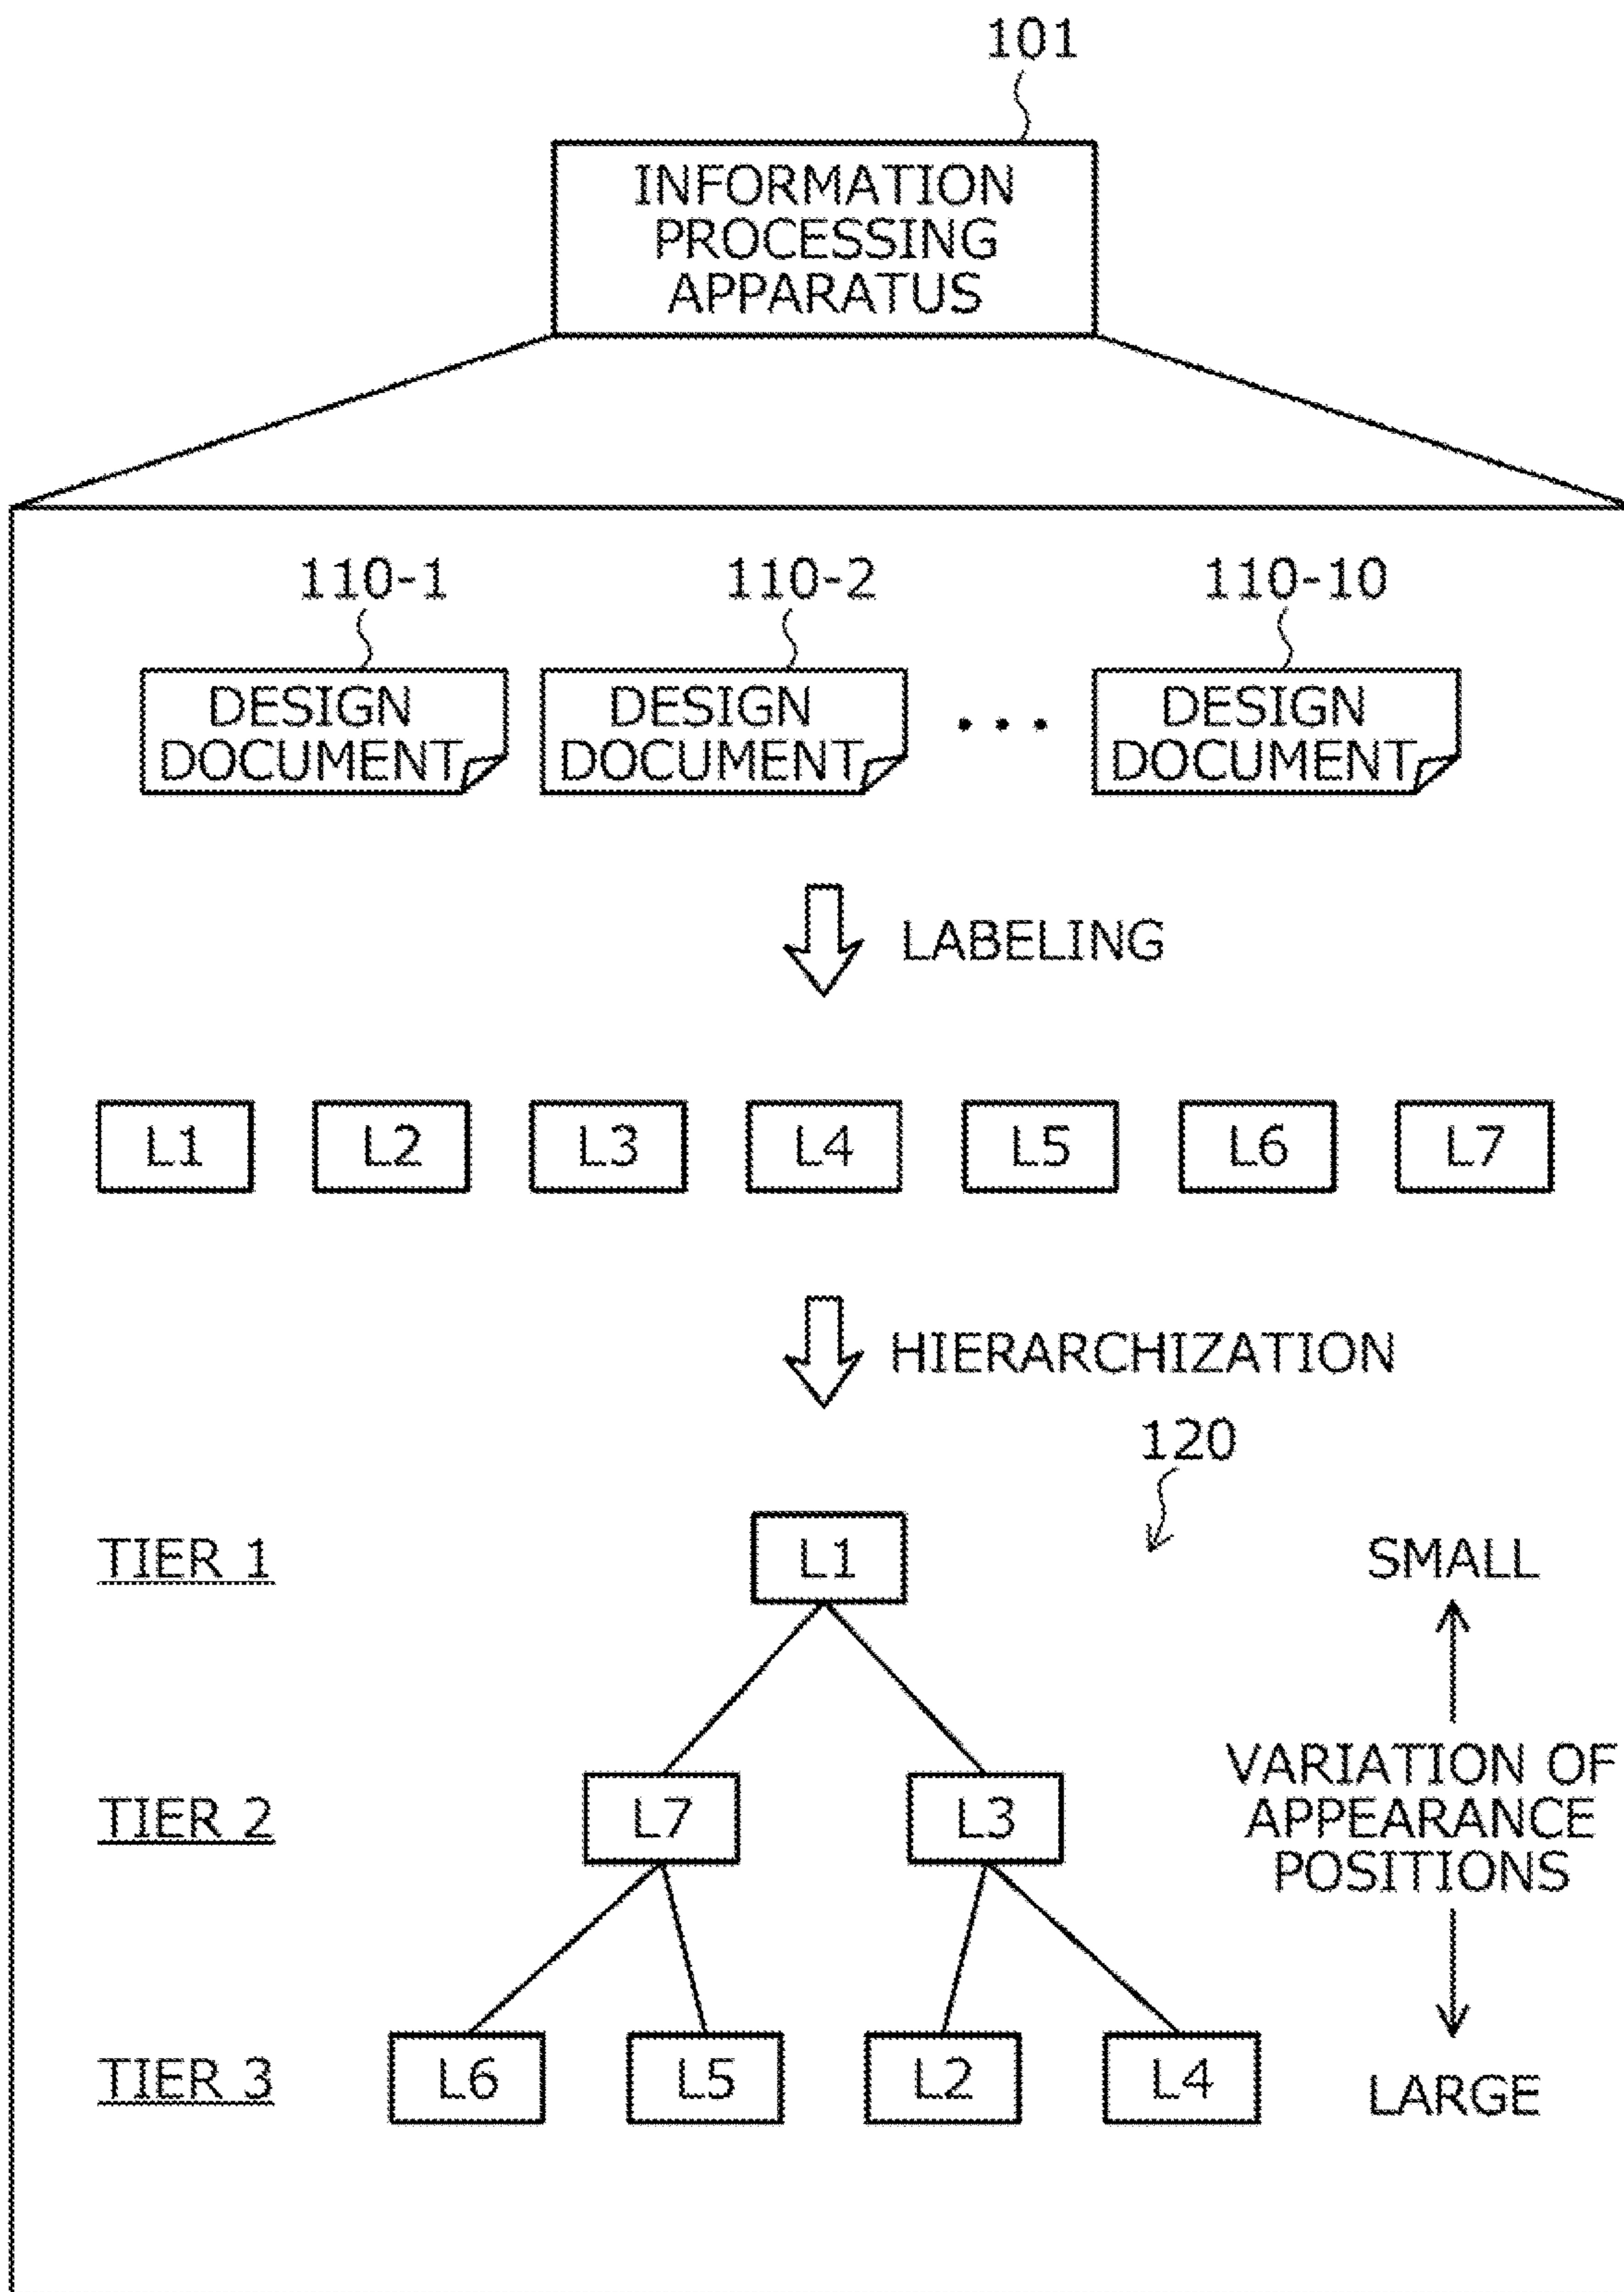 101
INFORMATION
PROCESSING
APPARATUS
110-1
110-2
110-10
DESIGN
DOCUMENT
DESIGN
DOCUMENT
DESIGN
DOCUMENT
LABELING
L1
L2
L3
L4
L5
L6
L7
HIERARCHIZATION
120
TIER 1
L1
SMALL
TIER 2
L7
L3
VARIATION OF
APPEARANCE
POSITIONS
TIER 3
L6
L5
L2
L4
LARGE